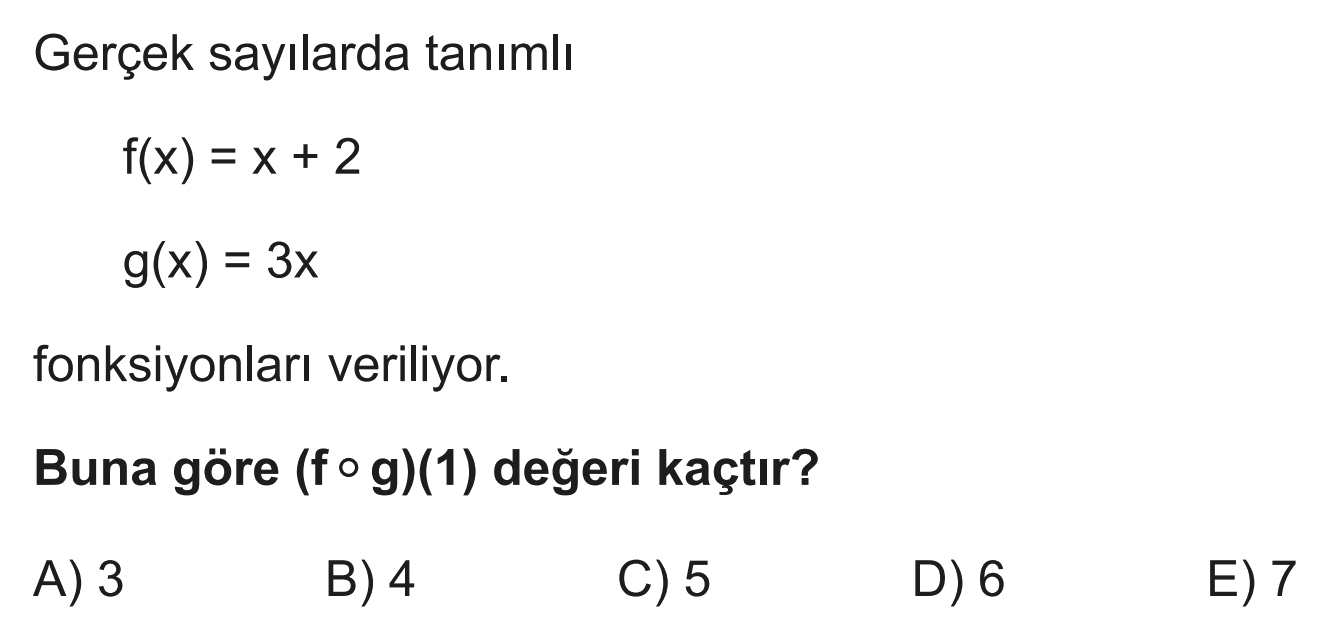 Gerçek sayılarda tanımlı
f(x) = x + 2
g(x) = 3x
fonksiyonları veriliyor.
Buna göre (f∘g)(1) değeri kaçtır?
A) 3 B) 4 C) 5 D) 6 E) 7